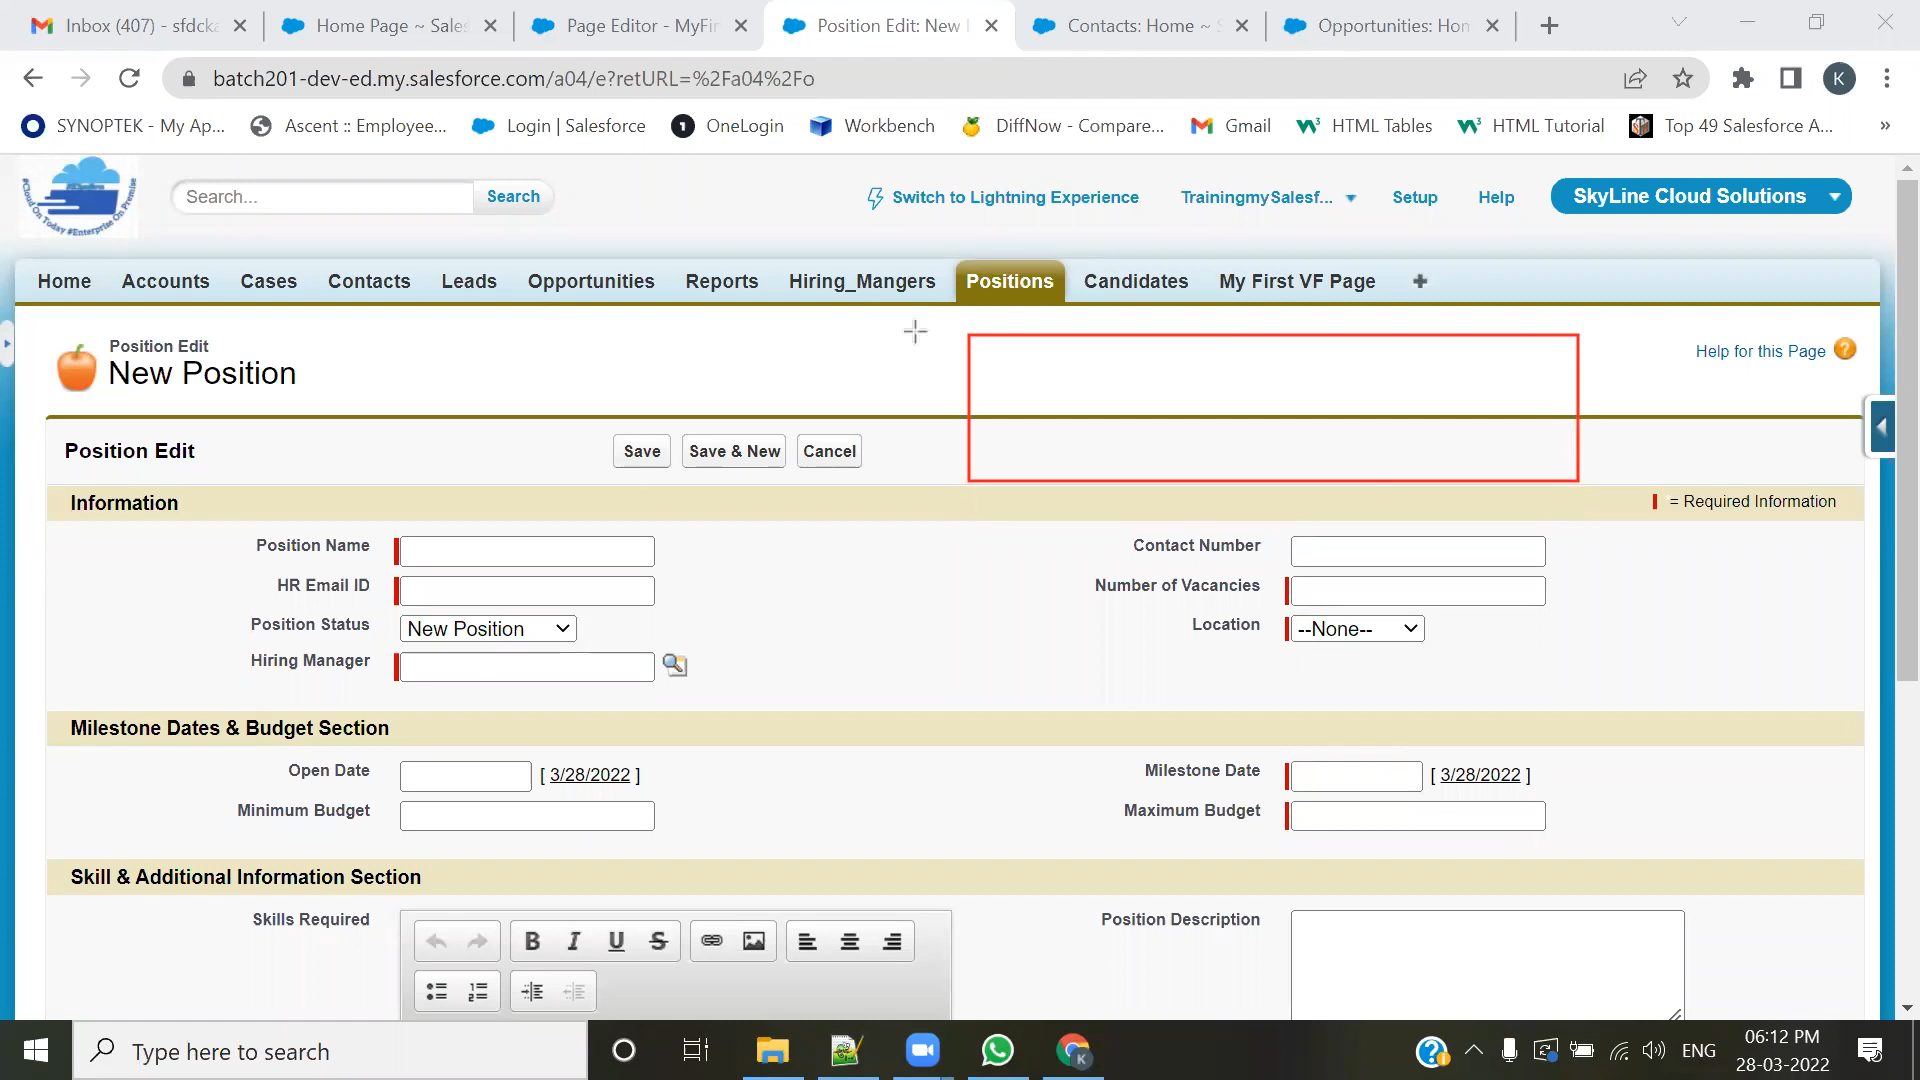 Inbox (407) - sfdcka
Home Page ~ Sales
Page Editor - MyFir
Position Edit: New
Contacts: Home ~
Opportunities: Hon
batch201-dev-ed.my.salesforce.com/a04/e?retURL=%2Fa04%2Fo
K
SYNOPTEK - My Ap...
Ascent :: Employee...
Login | Salesforce
OneLogin
Workbench
DiffNow - Compare...
Gmail
HTML Tables
HTML Tutorial
Top 49 Salesforce A...
»
Search...
Search
Switch to Lightning Experience
TrainingmySalesf...
Setup
Help
SkyLine Cloud Solutions
Home Accounts Cases Contacts Leads Opportunities Reports Hiring_Mangers Positions Candidates My First VF Page +
Position Edit
New Position
Help for this Page ?
Position Edit
Save
Save & New
Cancel
Information
= Required Information
Position Name
Contact Number
HR Email ID
Number of Vacancies
Position Status
New Position
Location
--None--
Hiring Manager
Milestone Dates & Budget Section
Open Date
[ 3/28/2022 ]
Milestone Date
[ 3/28/2022 ]
Minimum Budget
Maximum Budget
Skill & Additional Information Section
Skills Required
B I U S
Position Description
Type here to search
ENG
06:12 PM
28-03-2022